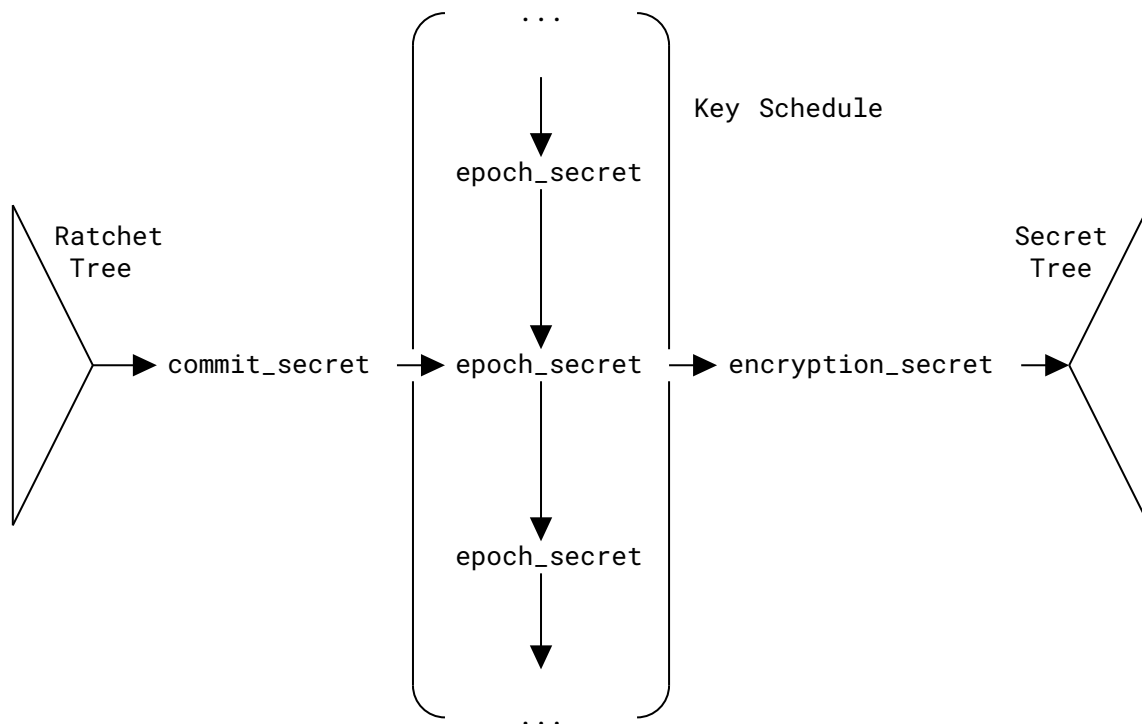 ...
Key Schedule
epoch_secret
Ratchet
Tree
Secret
Tree
commit_secret
epoch_secret
encryption_secret
epoch_secret
...